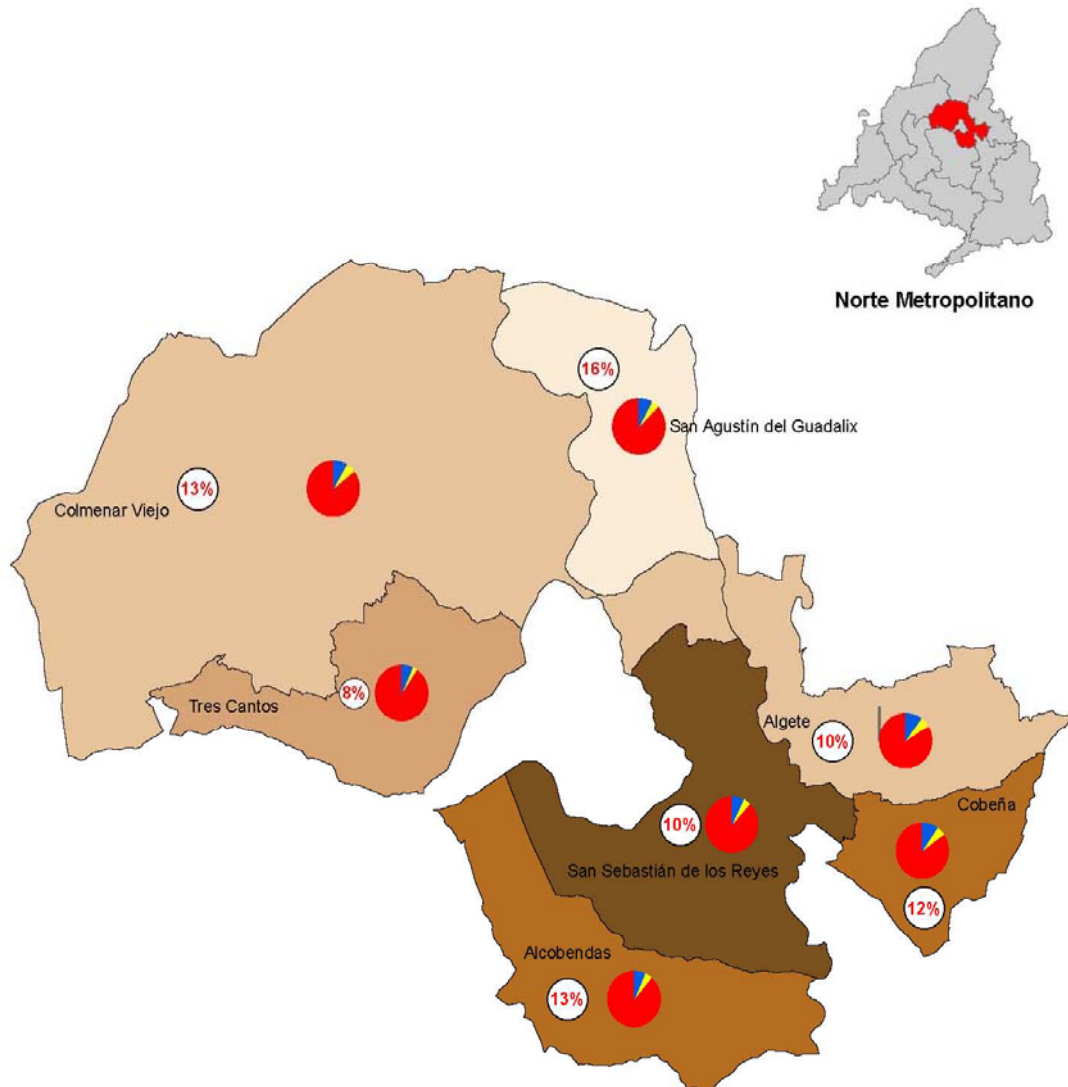 Norte Metropolitano
16%
San Agustín del Guadalix
13%
Colmenar Viejo
8%
Tres Cantos
Algete
10%
Cobeña
10%
San Sebastián de los Reyes
12%
Alcobendas
13%